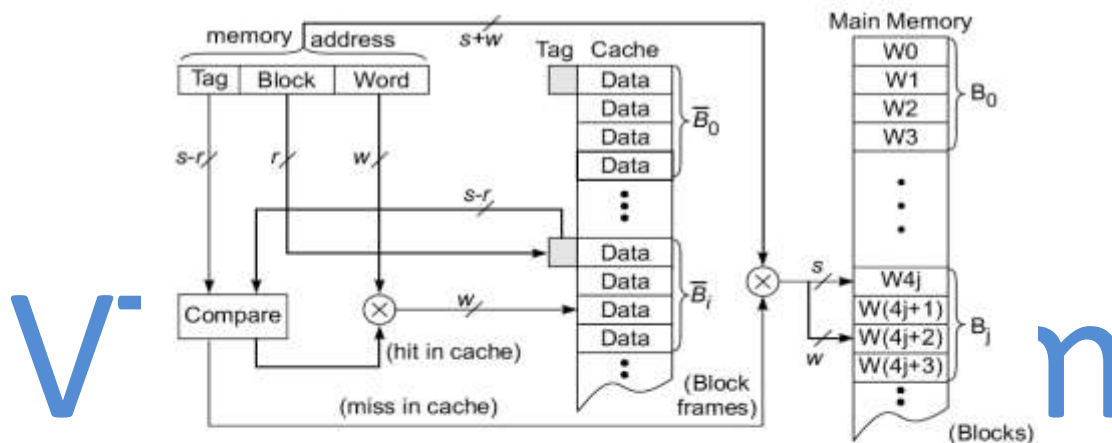 memory address
s+w
Main Memory
Tag Cache
Tag Block Word
Data
Data
Data
Data
B̅0
W0
W1
W2
W3
B0
s-r
r
w
s-r
Data
Data
Data
Data
B̅i
Compare
w
(hit in cache)
(miss in cache)
s
w
W4j
W(4j+1)
W(4j+2)
W(4j+3)
Bj
(Block
frames)
(Blocks)